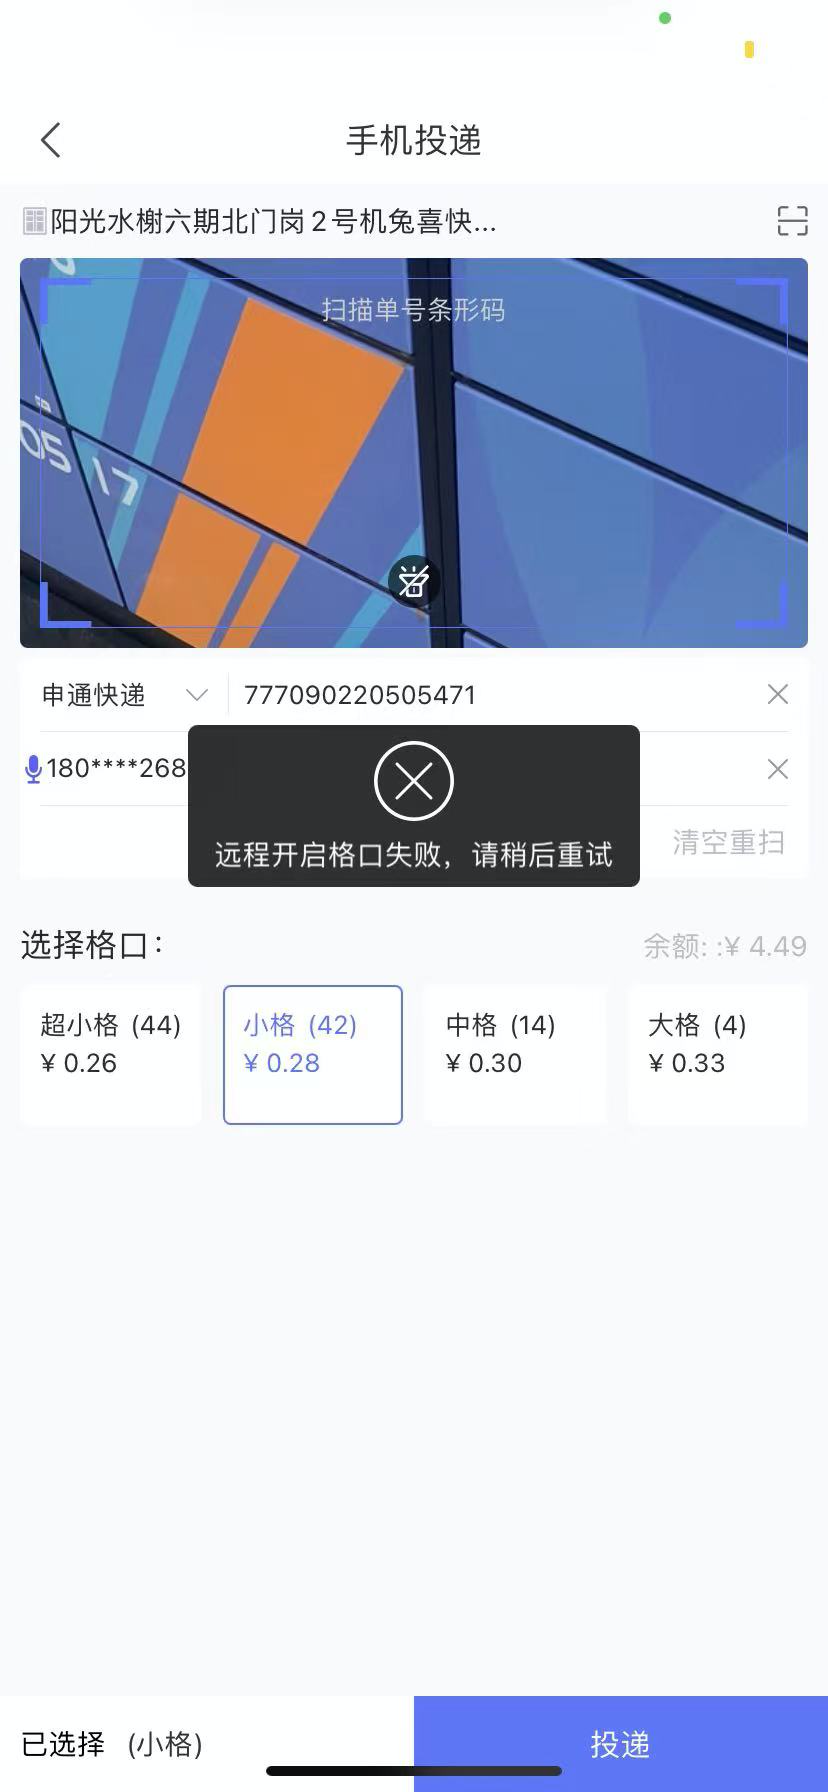 手机投递
阳光水榭六期北门岗2号机兔喜快...
扫描单号条形码
05 17
申通快递 777090220505471
180****268
远程开启格口失败，请稍后重试
清空重扫
选择格口： 余额: :¥ 4.49
超小格 (44) 小格 (42) 中格 (14) 大格 (4)
¥ 0.26 ¥ 0.28 ¥ 0.30 ¥ 0.33
已选择 (小格) 投递